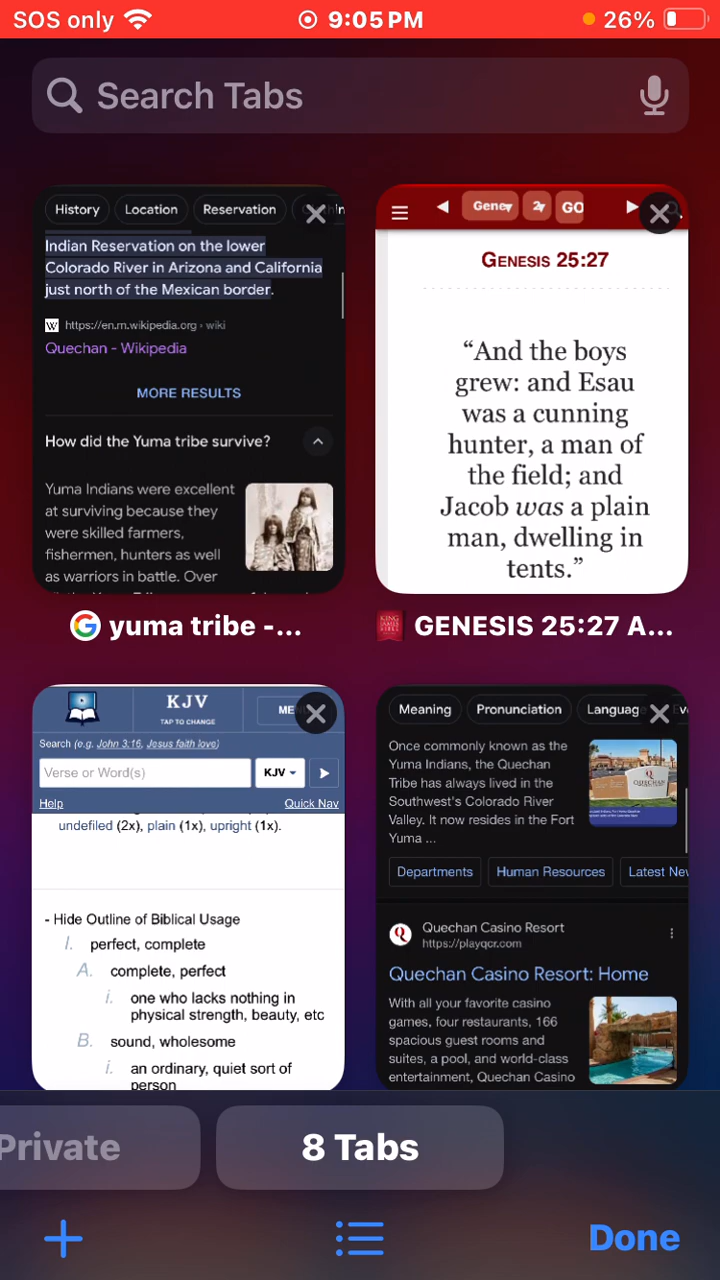 SOS only 9:05 PM 26%
Search Tabs
History Location Reservation
Indian Reservation on the lower
Colorado River in Arizona and California
just north of the Mexican border.
W https://en.m.wikipedia.org › wiki
Quechan - Wikipedia
MORE RESULTS
How did the Yuma tribe survive?
Yuma Indians were excellent
at surviving because they
were skilled farmers,
fishermen, hunters as well
as warriors in battle. Over
yuma tribe -...
Gene 2 GO
GENESIS 25:27
“And the boys
grew: and Esau
was a cunning
hunter, a man of
the field; and
Jacob was a plain
man, dwelling in
tents.”
KING JAMES BIBLE
GENESIS 25:27 A...
KJV
TAP TO CHANGE
ME
Search (e.g. John 3:16, Jesus faith love)
Verse or Word(s) KJV
Help Quick Nav
undefiled (2x), plain (1x), upright (1x).
- Hide Outline of Biblical Usage
I. perfect, complete
A. complete, perfect
i. one who lacks nothing in
physical strength, beauty, etc
B. sound, wholesome
i. an ordinary, quiet sort of
person
Meaning Pronunciation Languag Ev
Once commonly known as the
Yuma Indians, the Quechan
Tribe has always lived in the
Southwest's Colorado River
Valley. It now resides in the Fort
Yuma ...
QUECHAN
Departments Human Resources Latest New
Quechan Casino Resort
https://playqcr.com
Quechan Casino Resort: Home
With all your favorite casino
games, four restaurants, 166
spacious guest rooms and
suites, a pool, and world-class
entertainment, Quechan Casino
Private 8 Tabs
Done